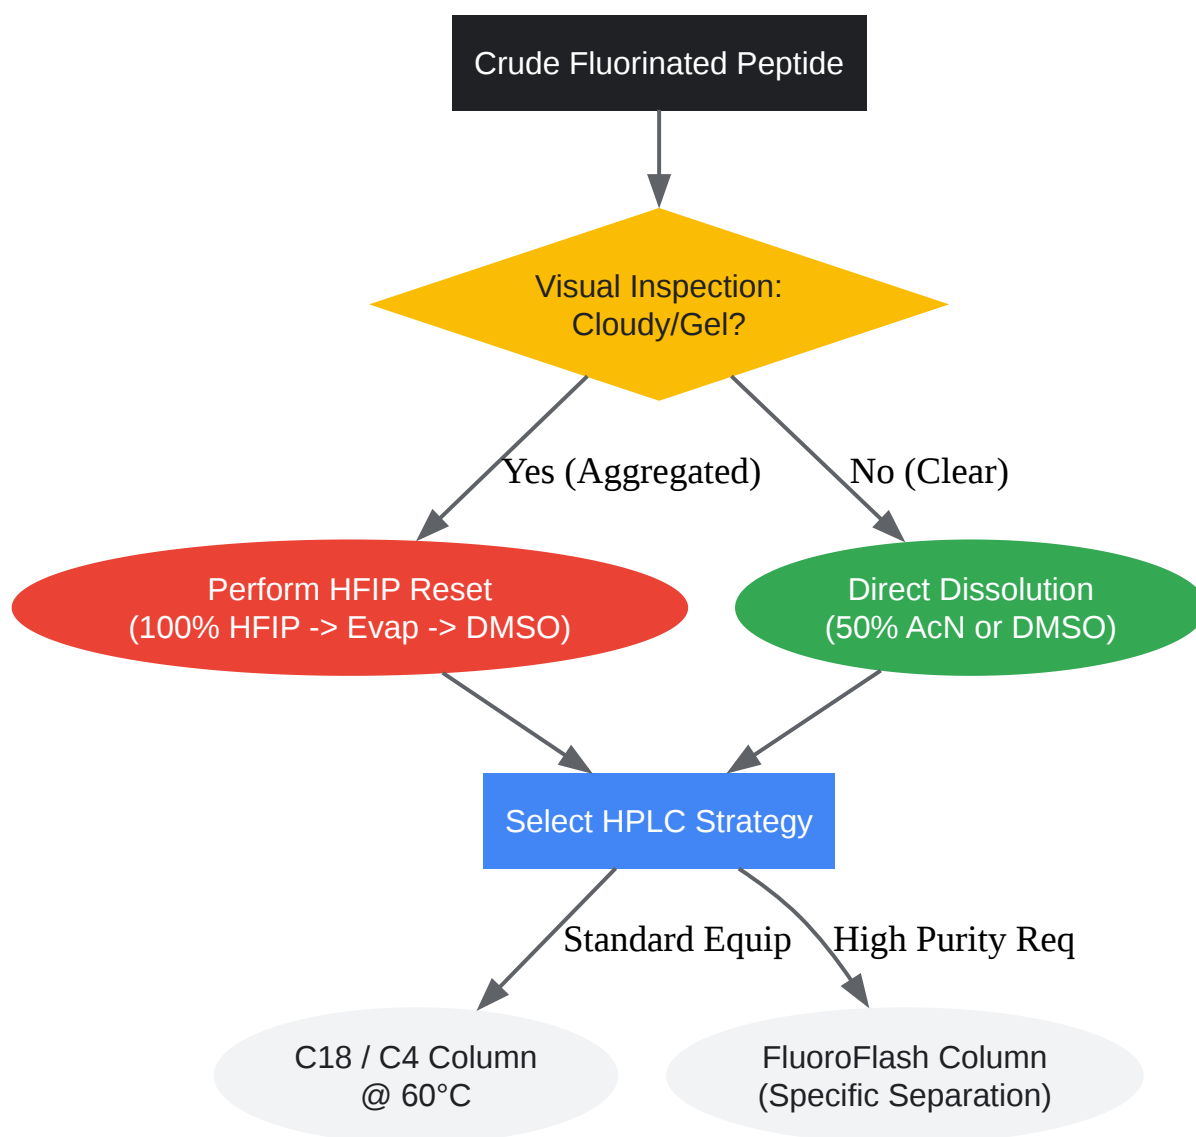 Crude Fluorinated Peptide
Visual Inspection:
Cloudy/Gel?
Yes (Aggregated)
No (Clear)
Perform HFIP Reset
(100% HFIP -> Evap -> DMSO)
Direct Dissolution
(50% AcN or DMSO)
Select HPLC Strategy
Standard Equip
High Purity Req
C18 / C4 Column
@ 60°C
FluoroFlash Column
(Specific Separation)